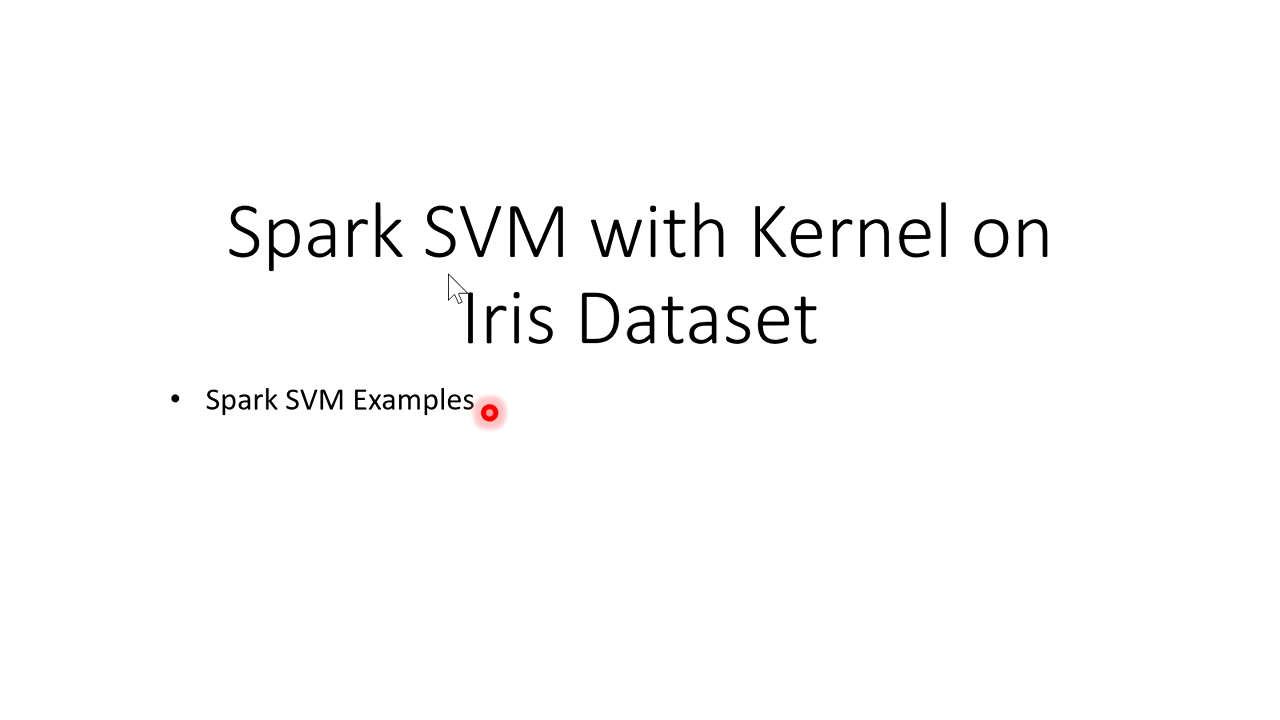 Spark SVM with Kernel on
Iris Dataset
• Spark SVM Examples